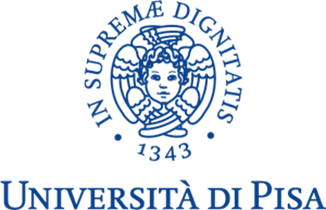 IN SUPREMÆ DIGNITATIS
· 1343 ·
UNIVERSITÀ DI PISA